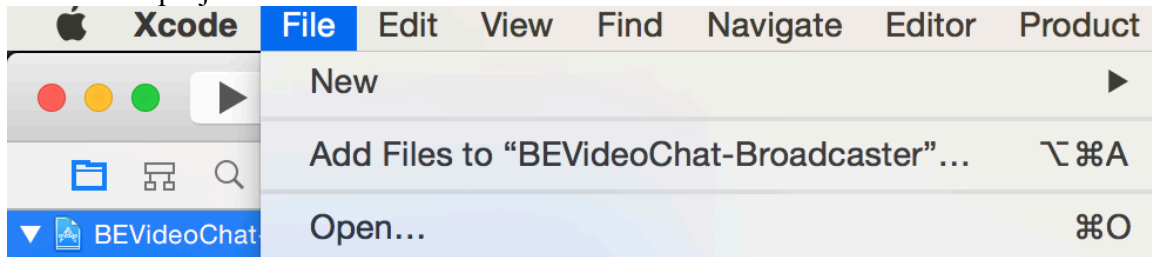 Xcode File Edit View Find Navigate Editor Product
New
Add Files to “BEVideoChat-Broadcaster”... ⌥⌘A
BEVideoChat-
Open... ⌘O